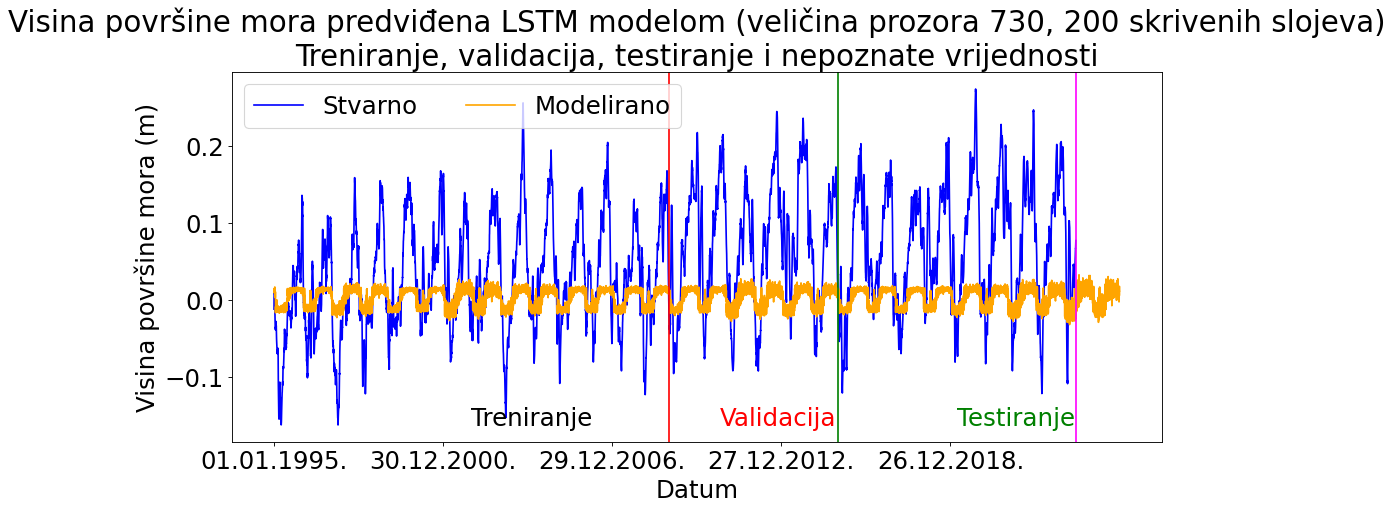 Visina površine mora predviđena LSTM modelom (veličina prozora 730, 200 skrivenih slojeva)
Treniranje, validacija, testiranje i nepoznate vrijednosti
Stvarno Modelirano
Visina površine mora (m)
0.2
0.1
0.0
−0.1
Treniranje Validacija Testiranje
01.01.1995. 30.12.2000. 29.12.2006. 27.12.2012. 26.12.2018.
Datum